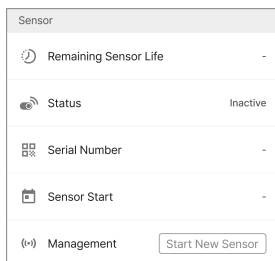 Sensor
Remaining Sensor Life -
Status Inactive
Serial Number -
Sensor Start -
Management Start New Sensor